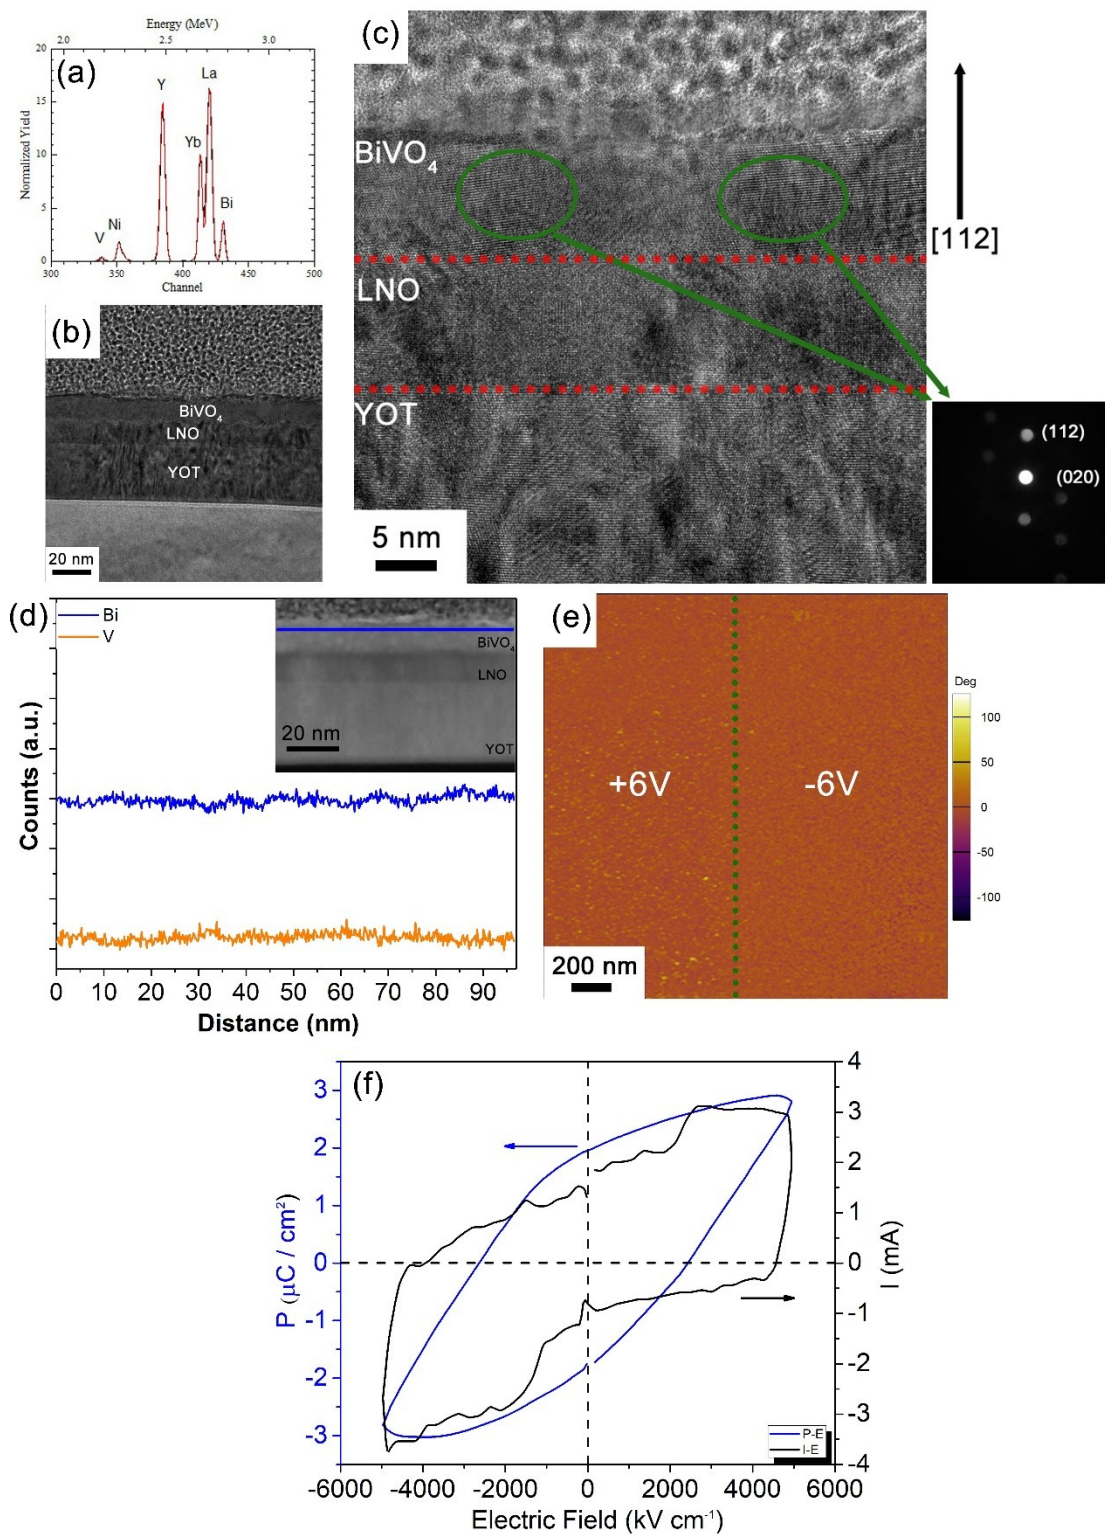 (a)
Energy (MeV)
2.0 2.5 3.0
20
15
10
5
0
Normalized Yield
V
Ni
Y
Yb
La
Bi
300 350 400 450 500
Channel
(b)
BiVO₄
LNO
YOT
20 nm
(c)
BiVO₄
LNO
YOT
5 nm
[112]
(112)
(020)
(d)
Bi
V
Counts (a.u.)
BiVO₄
LNO
YOT
20 nm
0 10 20 30 40 50 60 70 80 90
Distance (nm)
(e)
+6V
-6V
200 nm
Deg
100
50
0
-50
-100
(f)
P (μC / cm²)
3
2
1
0
-1
-2
-3
4
3
2
1
0
-1
-2
-3
-4
I (mA)
P-E
I-E
-6000 -4000 -2000 0 2000 4000 6000
Electric Field (kV cm⁻¹)